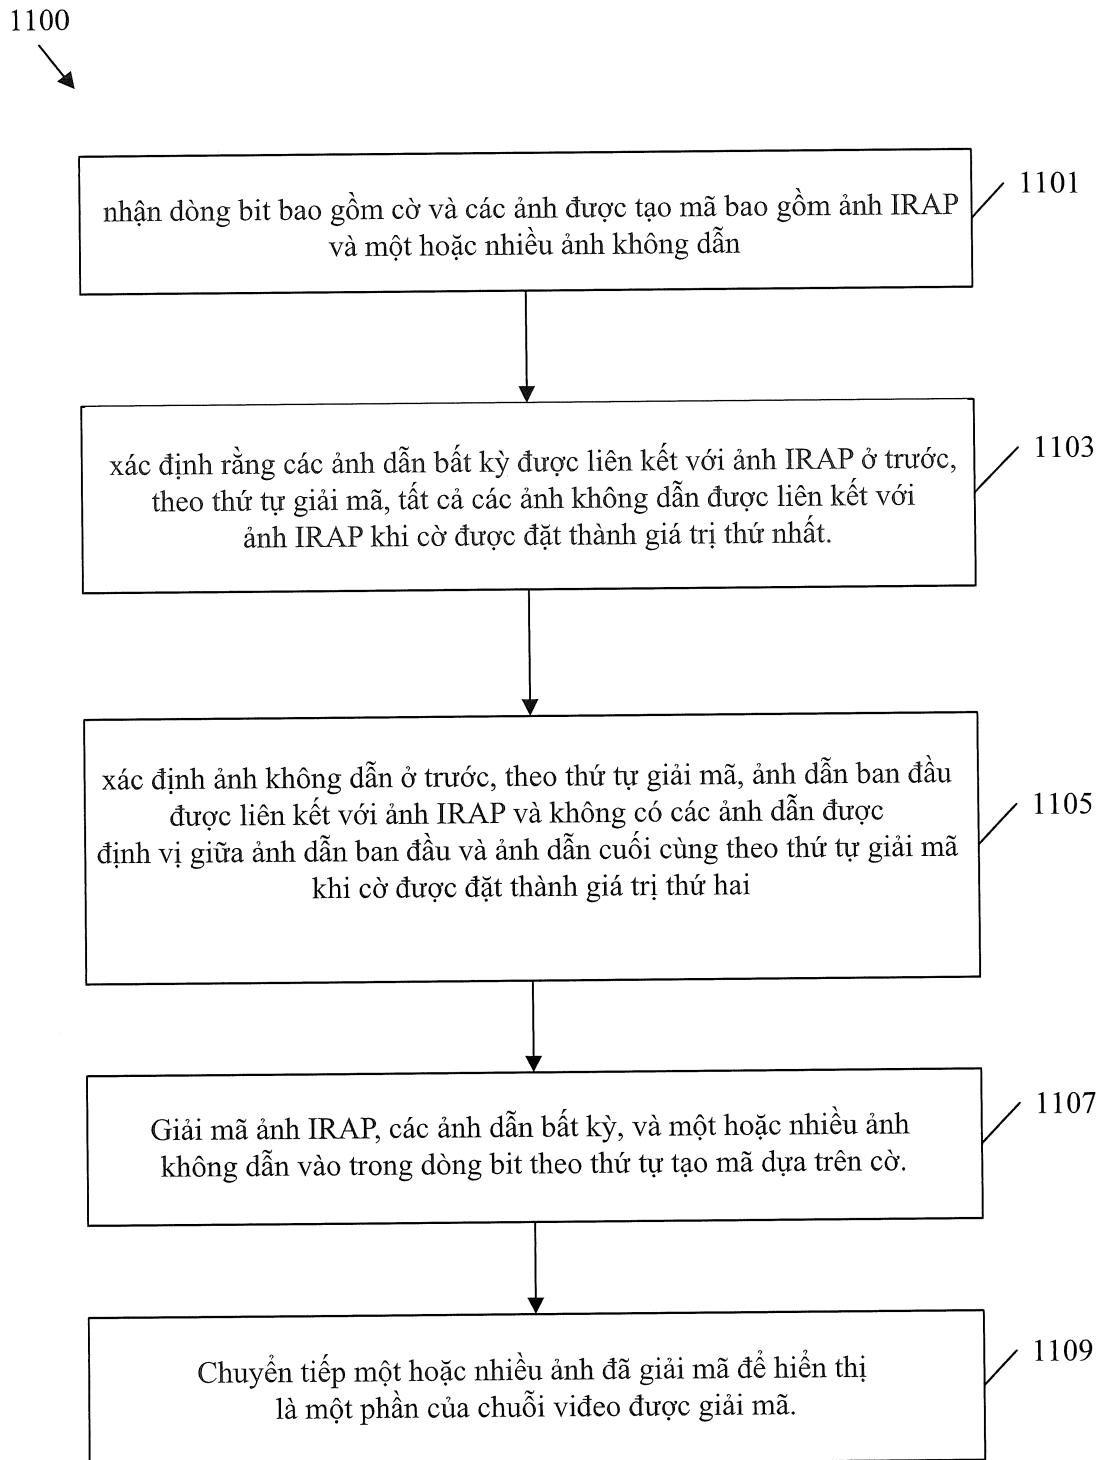 1100
nhận dòng bit bao gồm cờ và các ảnh được tạo mã bao gồm ảnh IRAP
và một hoặc nhiều ảnh không dẫn
1101
xác định rằng các ảnh dẫn bất kỳ được liên kết với ảnh IRAP ở trước,
theo thứ tự giải mã, tất cả các ảnh không dẫn được liên kết với
ảnh IRAP khi cờ được đặt thành giá trị thứ nhất.
1103
xác định ảnh không dẫn ở trước, theo thứ tự giải mã, ảnh dẫn ban đầu
được liên kết với ảnh IRAP và không có các ảnh dẫn được
định vị giữa ảnh dẫn ban đầu và ảnh dẫn cuối cùng theo thứ tự giải mã
khi cờ được đặt thành giá trị thứ hai
1105
Giải mã ảnh IRAP, các ảnh dẫn bất kỳ, và một hoặc nhiều ảnh
không dẫn vào trong dòng bit theo thứ tự tạo mã dựa trên cờ.
1107
Chuyển tiếp một hoặc nhiều ảnh đã giải mã để hiển thị
là một phần của chuỗi viđeo được giải mã.
1109